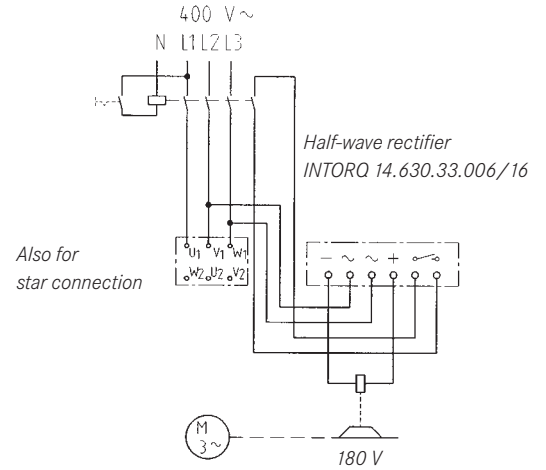 400 V ~
N L1 L2 L3
Half-wave rectifier
INTORQ 14.630.33.006/16
Also for
star connection
U1 V1 W1
W2 U2 V2
− ~ ~ +
M
3~
180 V